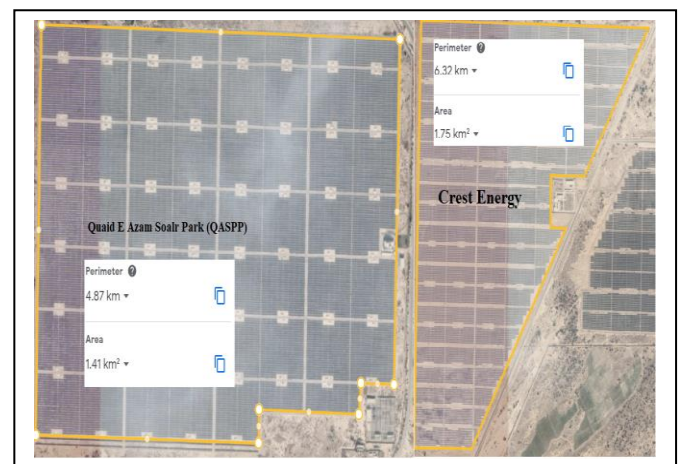 Quaid E Azam Soalr Park (QASPP)
Perimeter
4.87 km
Area
1.41 km²
Perimeter
6.32 km
Area
1.75 km²
Crest Energy